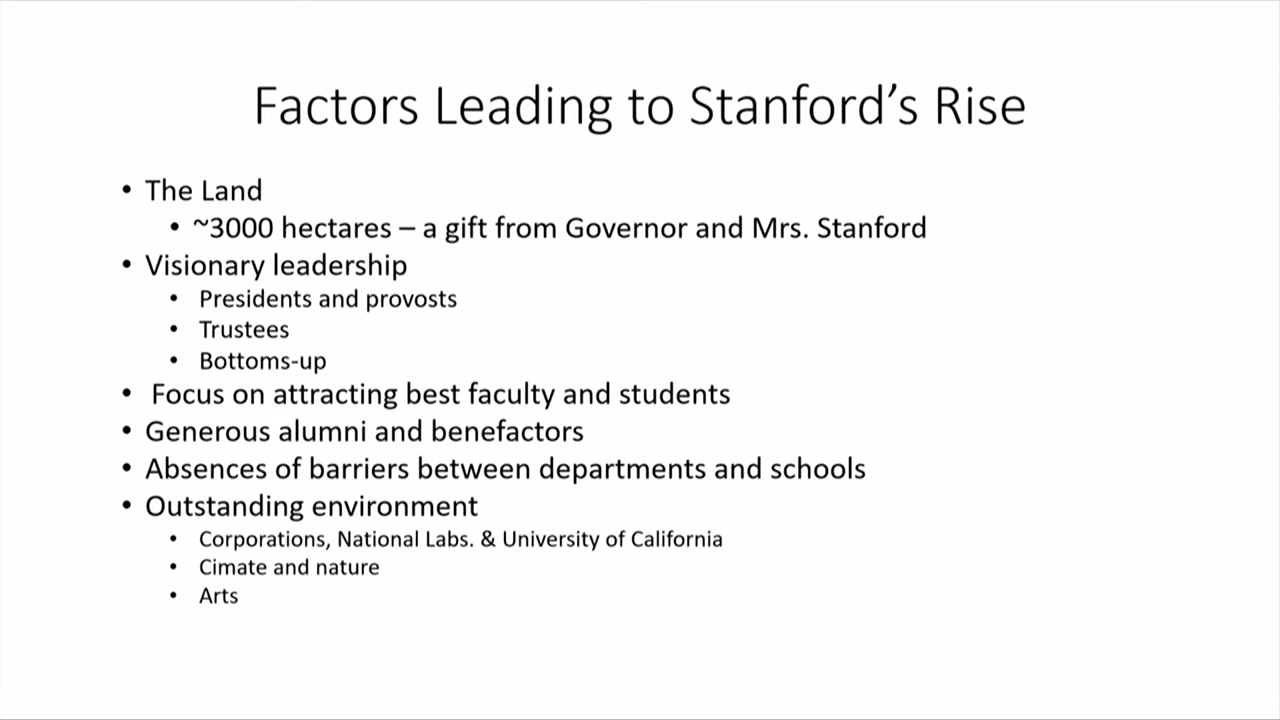 Factors Leading to Stanford’s Rise
• The Land
• ~3000 hectares – a gift from Governor and Mrs. Stanford
• Visionary leadership
• Presidents and provosts
• Trustees
• Bottoms-up
• Focus on attracting best faculty and students
• Generous alumni and benefactors
• Absences of barriers between departments and schools
• Outstanding environment
• Corporations, National Labs. & University of California
• Cimate and nature
• Arts